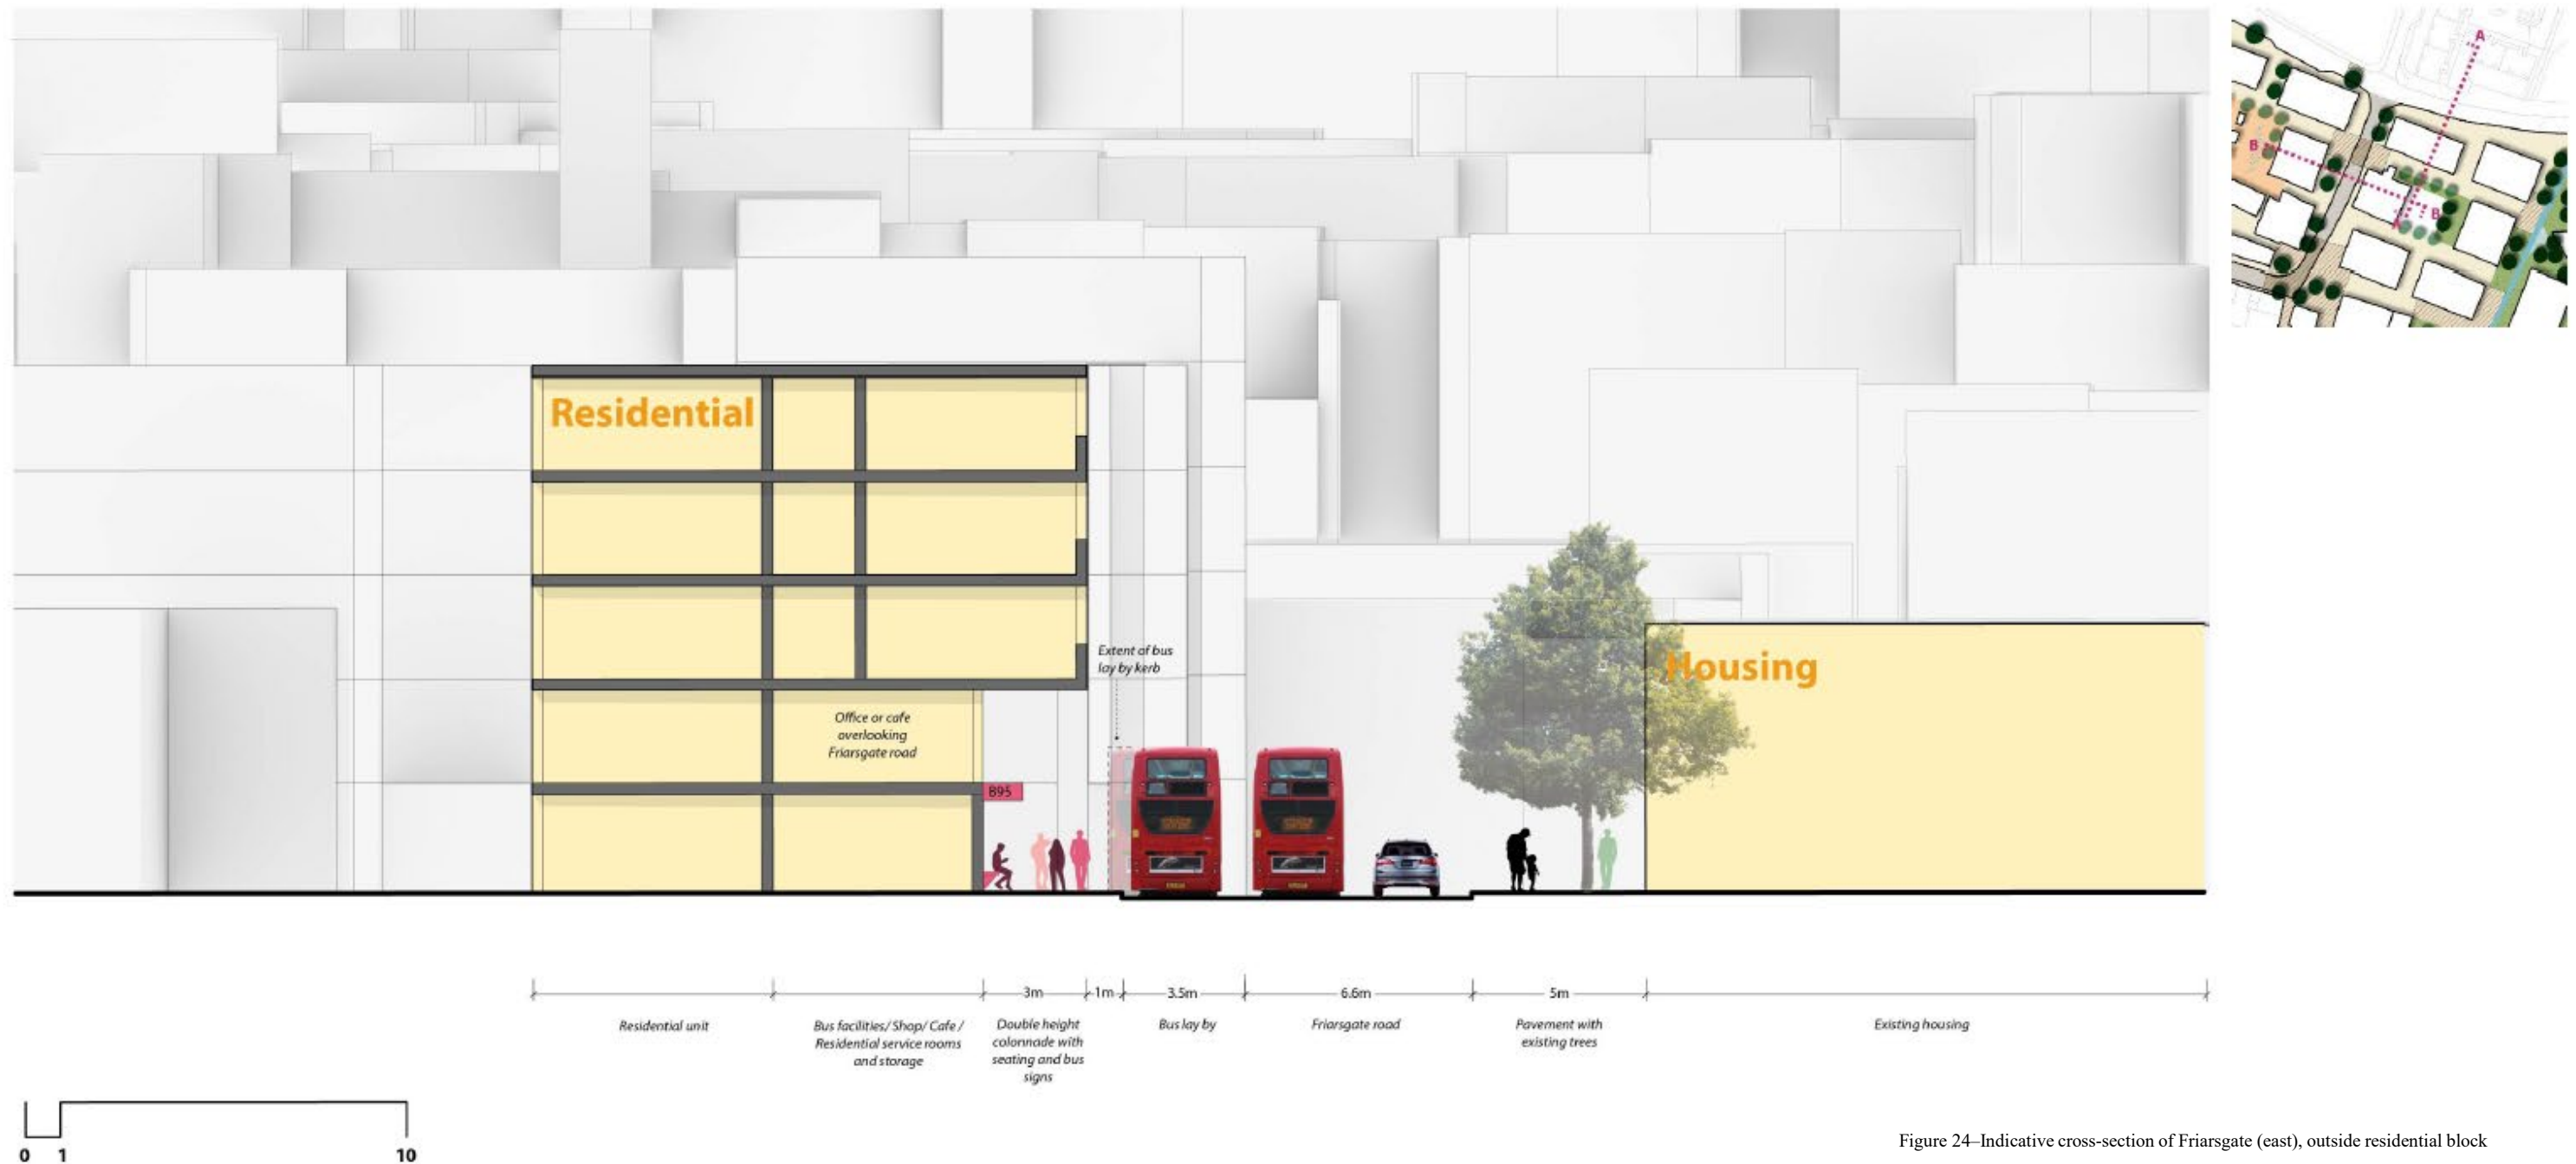 A
B
B
A
Residential
Extent of bus
lay by kerb
Housing
Office or cafe
overlooking
Friarsgate road
B95
3m
1m
3.5m
6.6m
5m
Residential unit
Bus facilities/ Shop/ Cafe /
Residential service rooms
and storage
Double height
colonnade with
seating and bus
signs
Bus lay by
Friarsgate road
Pavement with
existing trees
Existing housing
0 1 10
Figure 24–Indicative cross-section of Friarsgate (east), outside residential block